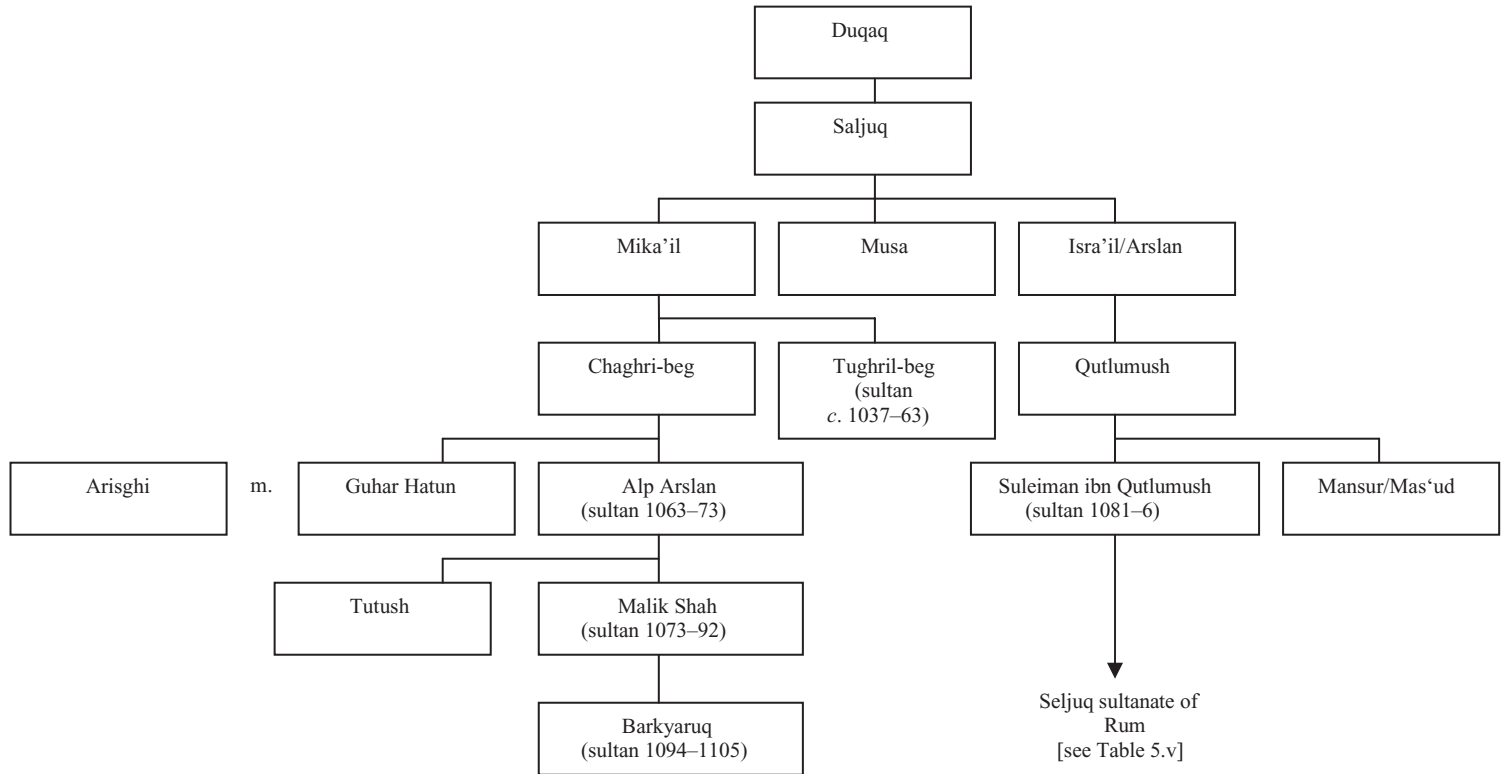 Duqaq
Saljuq
Mika’il
Musa
Isra’il/Arslan
Chaghri-beg
Tughril-beg
(sultan
c. 1037–63)
Qutlumush
Arisghi
m.
Guhar Hatun
Alp Arslan
(sultan 1063–73)
Suleiman ibn Qutlumush
(sultan 1081–6)
Mansur/Mas‘ud
Tutush
Malik Shah
(sultan 1073–92)
Barkyaruq
(sultan 1094–1105)
Seljuq sultanate of
Rum
[see Table 5.v]